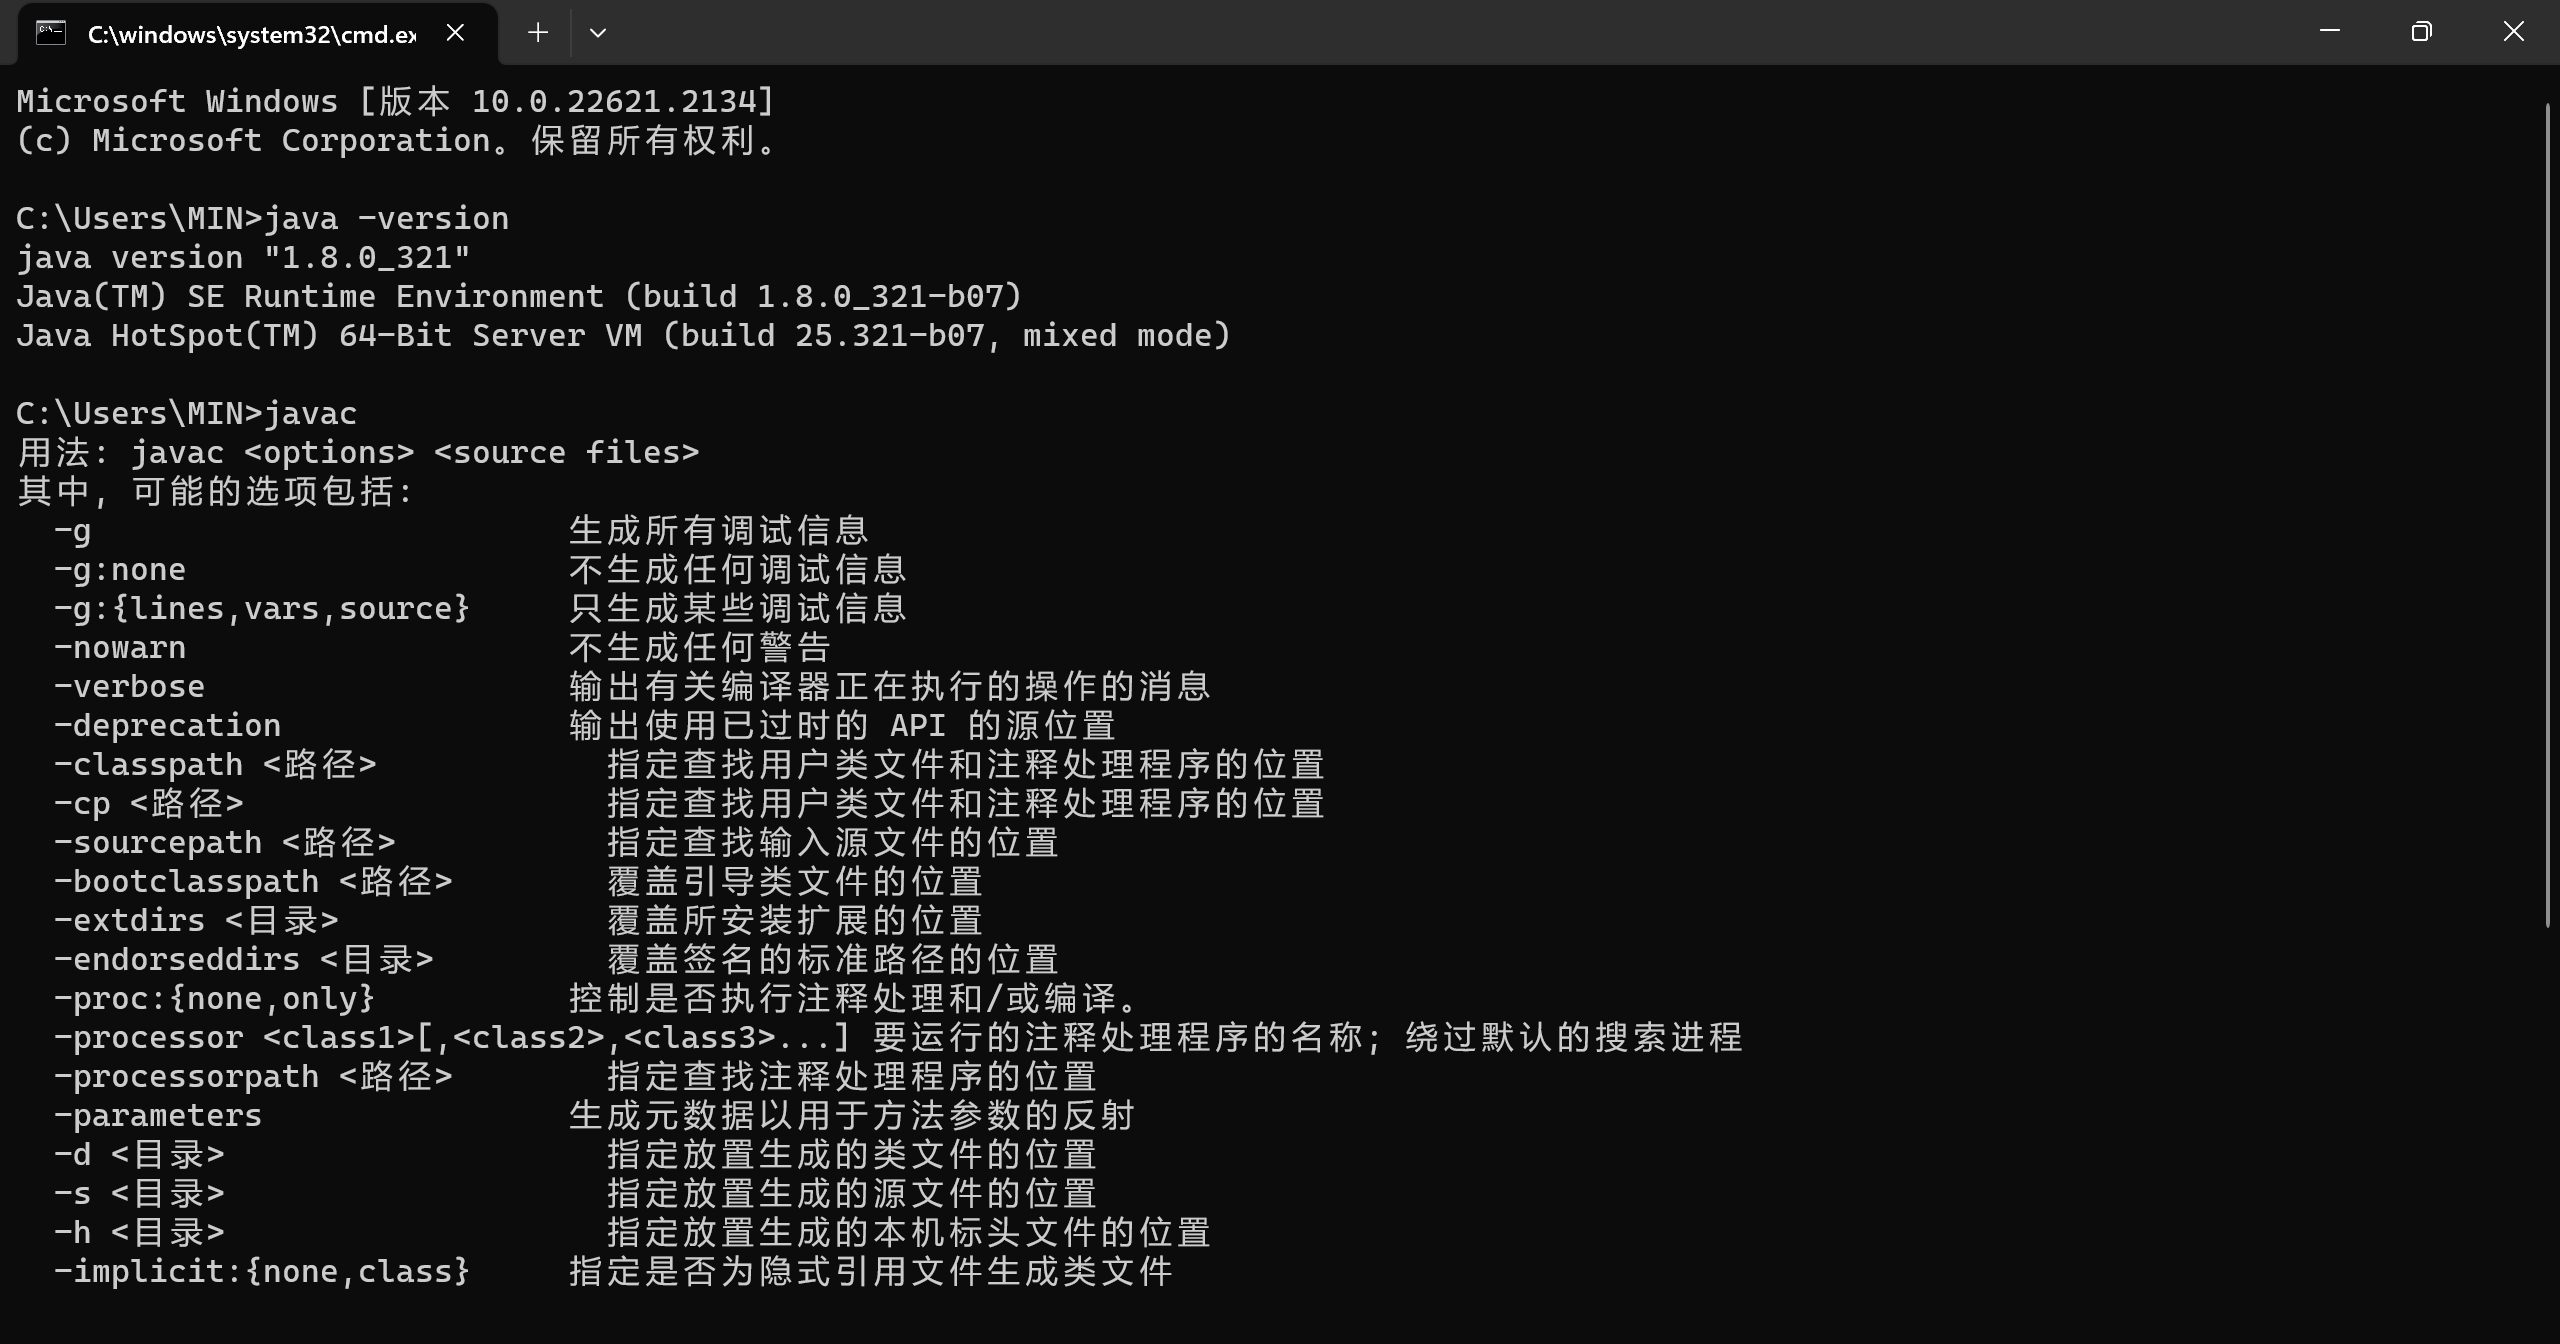 C:\windows\system32\cmd.ex
Microsoft Windows [版本 10.0.22621.2134]
(c) Microsoft Corporation。保留所有权利。
C:\Users\MIN>java -version
java version "1.8.0_321"
Java(TM) SE Runtime Environment (build 1.8.0_321-b07)
Java HotSpot(TM) 64-Bit Server VM (build 25.321-b07, mixed mode)
C:\Users\MIN>javac
用法: javac <options> <source files>
其中, 可能的选项包括:
  -g                         生成所有调试信息
  -g:none                    不生成任何调试信息
  -g:{lines,vars,source}     只生成某些调试信息
  -nowarn                    不生成任何警告
  -verbose                   输出有关编译器正在执行的操作的消息
  -deprecation               输出使用已过时的 API 的源位置
  -classpath <路径>            指定查找用户类文件和注释处理程序的位置
  -cp <路径>                   指定查找用户类文件和注释处理程序的位置
  -sourcepath <路径>           指定查找输入源文件的位置
  -bootclasspath <路径>        覆盖引导类文件的位置
  -extdirs <目录>              覆盖所安装扩展的位置
  -endorseddirs <目录>         覆盖签名的标准路径的位置
  -proc:{none,only}          控制是否执行注释处理和/或编译。
  -processor <class1>[,<class2>,<class3>...] 要运行的注释处理程序的名称; 绕过默认的搜索进程
  -processorpath <路径>        指定查找注释处理程序的位置
  -parameters                生成元数据以用于方法参数的反射
  -d <目录>                    指定放置生成的类文件的位置
  -s <目录>                    指定放置生成的源文件的位置
  -h <目录>                    指定放置生成的本机标头文件的位置
  -implicit:{none,class}     指定是否为隐式引用文件生成类文件